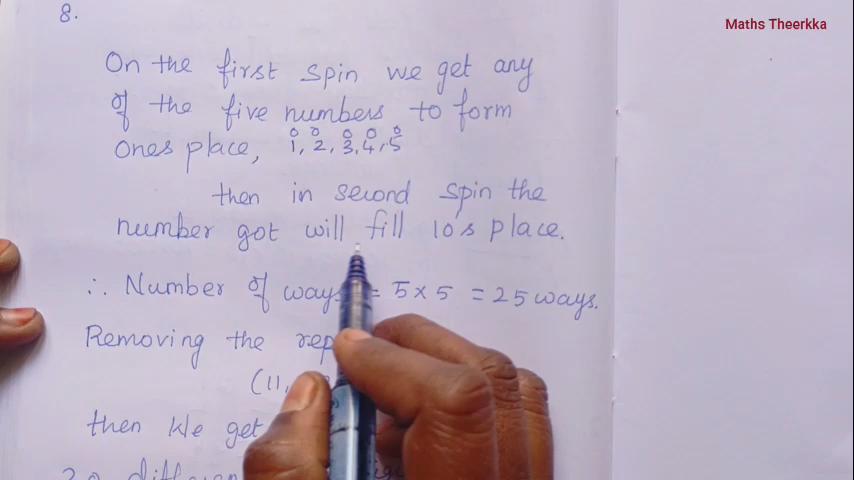 Maths Theerkka
8.
On the first spin we get any
of the five numbers to form
Ones place, 1, 2, 3, 4, 5
then in second spin the
number got will fill 10's place.
∴ Number of ways = 5 × 5 = 25 ways.
Removing the
(11,
then We get
20